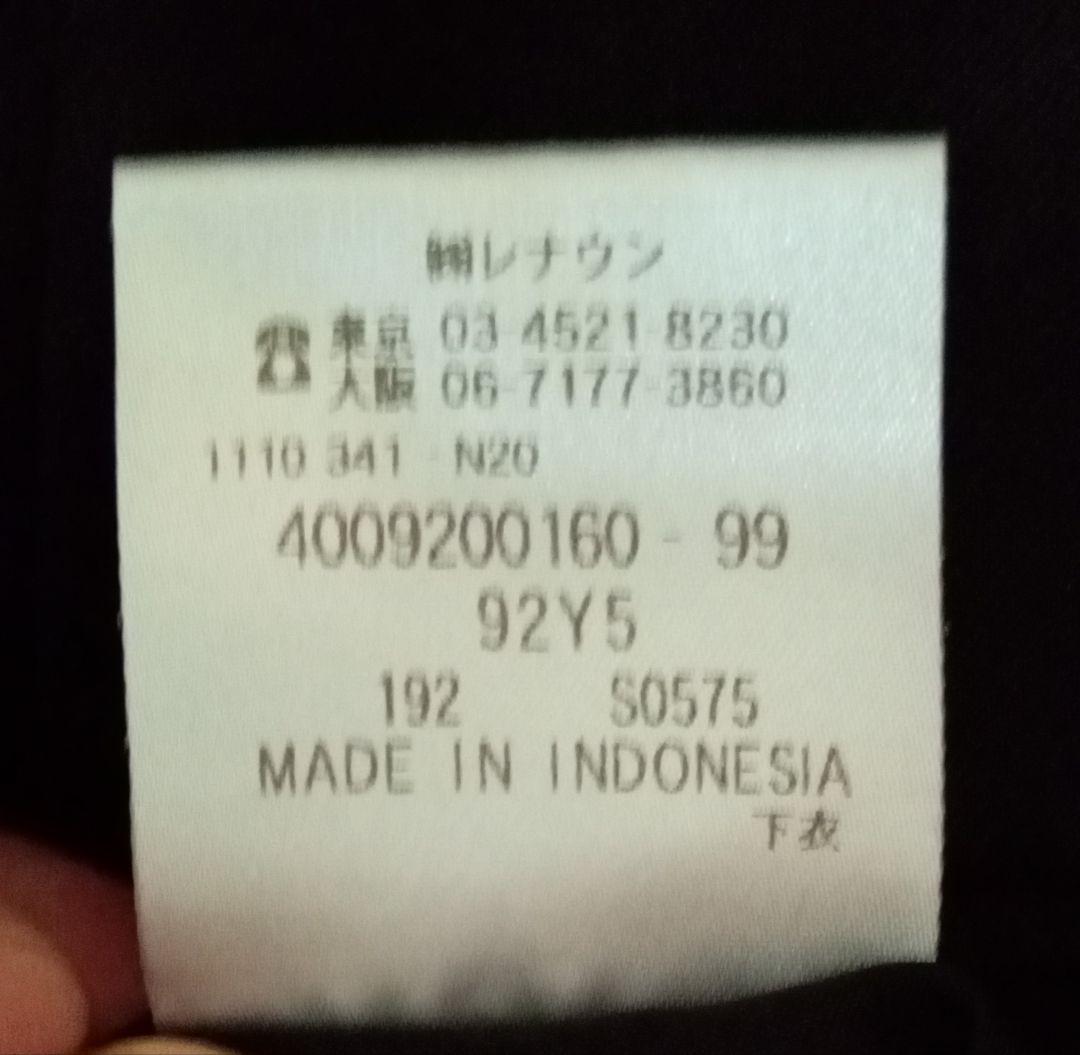 ㈱レナウン
☎ 東京 03-4521-8230
大阪 06-7177-3860
1110 341 - N20
4009200160 - 99
92Y5
192 S0575
MADE IN INDONESIA
下衣